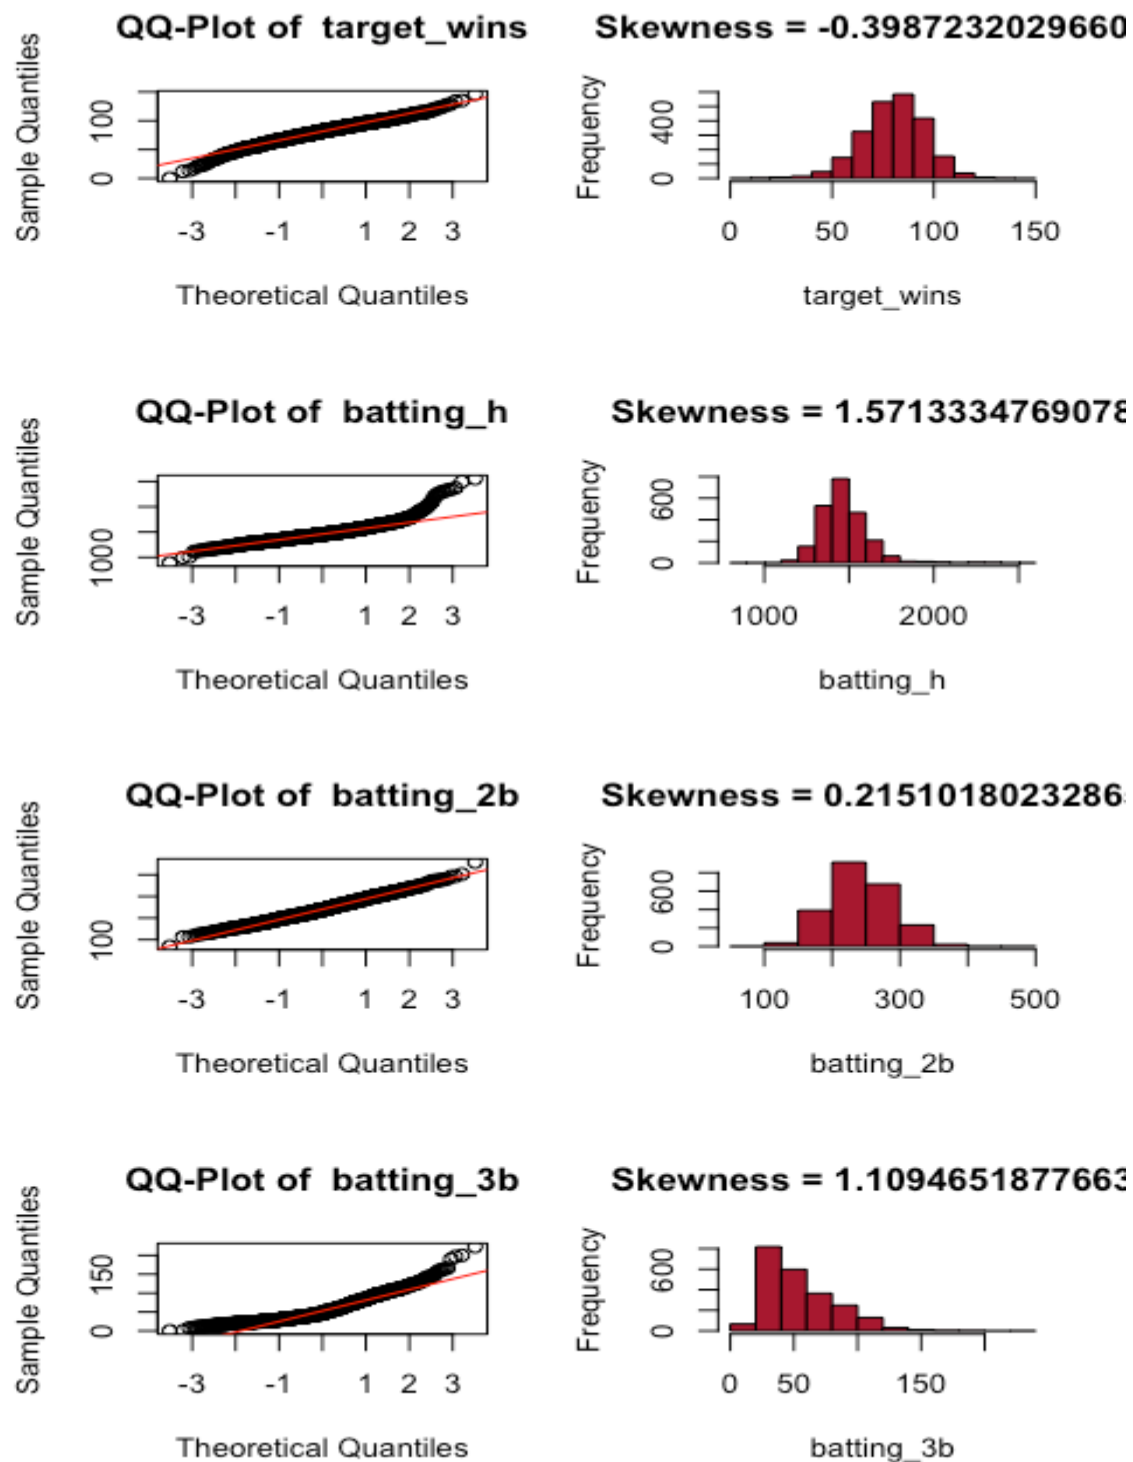 QQ-Plot of  target_wins
Sample Quantiles
0 100
-3 -1 1 2 3
Theoretical Quantiles
Skewness = -0.3987232029660
Frequency
0 400
0 50 100 150
target_wins
QQ-Plot of  batting_h
Sample Quantiles
1000
-3 -1 1 2 3
Theoretical Quantiles
Skewness = 1.5713334769078
Frequency
0 600
1000 2000
batting_h
QQ-Plot of  batting_2b
Sample Quantiles
100
-3 -1 1 2 3
Theoretical Quantiles
Skewness = 0.2151018023286
Frequency
0 600
100 300 500
batting_2b
QQ-Plot of  batting_3b
Sample Quantiles
0 150
-3 -1 1 2 3
Theoretical Quantiles
Skewness = 1.1094651877663
Frequency
0 600
0 50 150
batting_3b